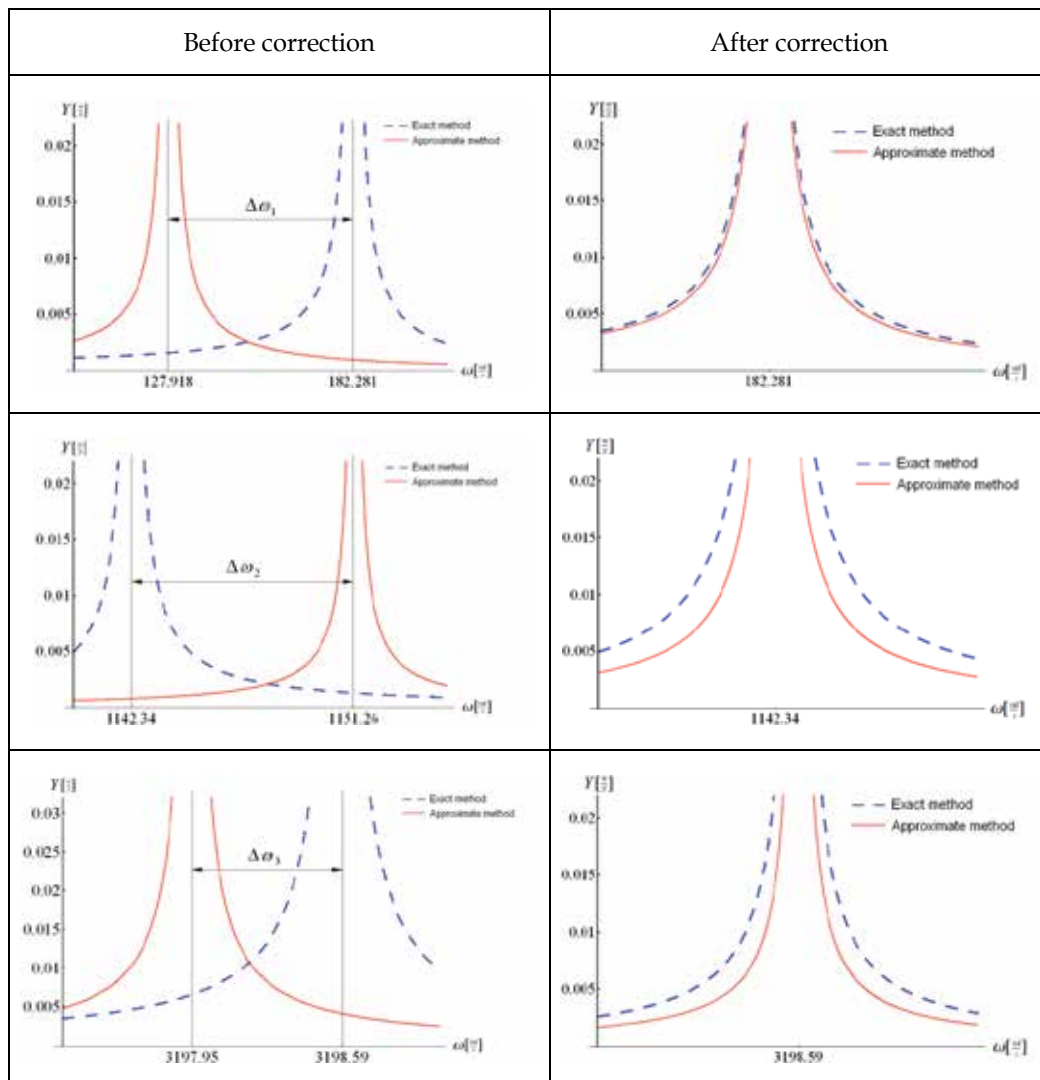 Before correction
After correction
Y[
Exact method
Approximate method
0.02
0.015
0.01
0.005
Δω₁
127.918
182.281
ω[
Y[
Exact method
Approximate method
0.02
0.015
0.01
0.005
182.281
ω[
Y[
Exact method
Approximate method
0.02
0.015
0.01
0.005
Δω₂
1142.34
1151.26
ω[
Y[
Exact method
Approximate method
0.02
0.015
0.01
0.005
1142.34
ω[
Y[
Exact method
Approximate method
0.03
0.025
0.02
0.015
0.01
0.005
Δω₃
3197.95
3198.59
ω[
Y[
Exact method
Approximate method
0.02
0.015
0.01
0.005
3198.59
ω[